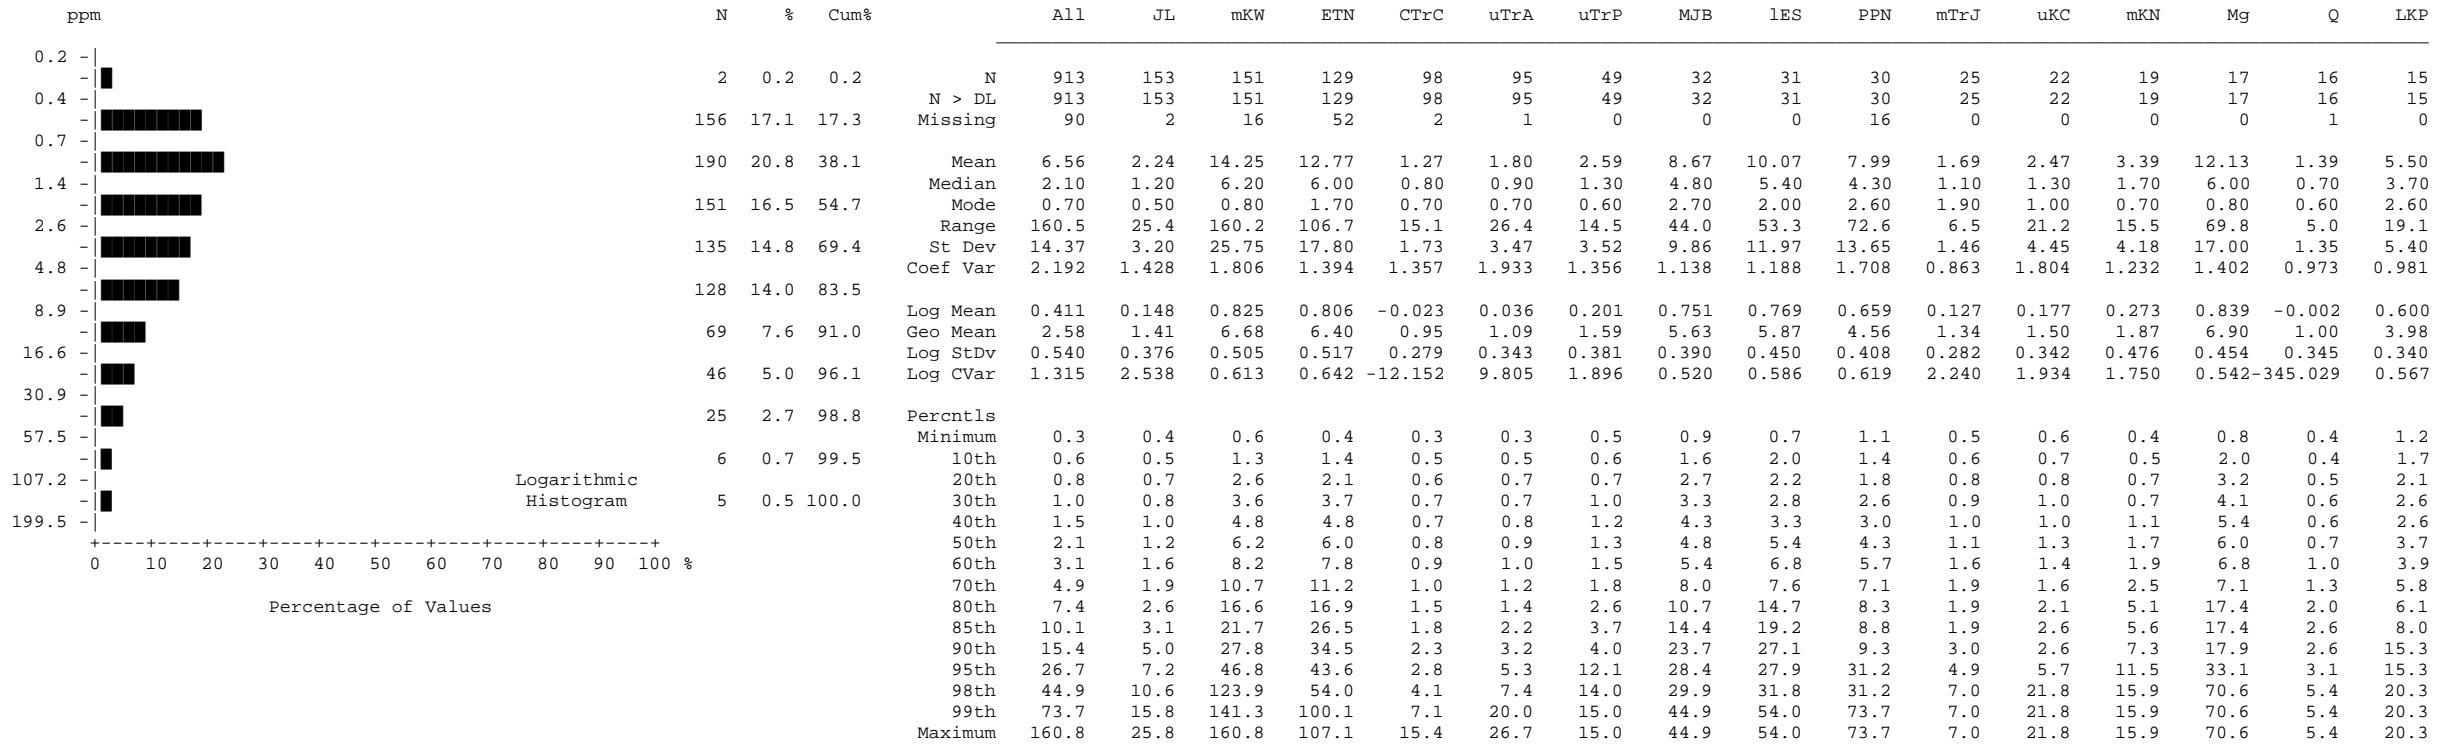 ppm N % Cum% All JL mKW ETN CTrC uTrA uTrP MJB lES PPN mTrJ uKC mKN Mg Q LKP
0.2
2 0.2 0.2 N 913 153 151 129 98 95 49 32 31 30 25 22 19 17 16 15
0.4 N > DL 913 153 151 129 98 95 49 32 31 30 25 22 19 17 16 15
156 17.1 17.3 Missing 90 2 16 52 2 1 0 0 0 16 0 0 0 0 1 0
0.7
190 20.8 38.1 Mean 6.56 2.24 14.25 12.77 1.27 1.80 2.59 8.67 10.07 7.99 1.69 2.47 3.39 12.13 1.39 5.50
1.4 Median 2.10 1.20 6.20 6.00 0.80 0.90 1.30 4.80 5.40 4.30 1.10 1.30 1.70 6.00 0.70 3.70
151 16.5 54.7 Mode 0.70 0.50 0.80 1.70 0.70 0.70 0.60 2.70 2.00 2.60 1.90 1.00 0.70 0.80 0.60 2.60
2.6 Range 160.5 25.4 160.2 106.7 15.1 26.4 14.5 44.0 53.3 72.6 6.5 21.2 15.5 69.8 5.0 19.1
135 14.8 69.4 St Dev 14.37 3.20 25.75 17.80 1.73 3.47 3.52 9.86 11.97 13.65 1.46 4.45 4.18 17.00 1.35 5.40
4.8 Coef Var 2.192 1.428 1.806 1.394 1.357 1.933 1.356 1.138 1.188 1.708 0.863 1.804 1.232 1.402 0.973 0.981
128 14.0 83.5
8.9 Log Mean 0.411 0.148 0.825 0.806 -0.023 0.036 0.201 0.751 0.769 0.659 0.127 0.177 0.273 0.839 -0.002 0.600
69 7.6 91.0 Geo Mean 2.58 1.41 6.68 6.40 0.95 1.09 1.59 5.63 5.87 4.56 1.34 1.50 1.87 6.90 1.00 3.98
16.6 Log StDv 0.540 0.376 0.505 0.517 0.279 0.343 0.381 0.390 0.450 0.408 0.282 0.342 0.476 0.454 0.345 0.340
46 5.0 96.1 Log CVar 1.315 2.538 0.613 0.642 -12.152 9.805 1.896 0.520 0.586 0.619 2.240 1.934 1.750 0.542-345.029 0.567
30.9
25 2.7 98.8 Percntls
57.5 Minimum 0.3 0.4 0.6 0.4 0.3 0.3 0.5 0.9 0.7 1.1 0.5 0.6 0.4 0.8 0.4 1.2
6 0.7 99.5 10th 0.6 0.5 1.3 1.4 0.5 0.5 0.6 1.6 2.0 1.4 0.6 0.7 0.5 2.0 0.4 1.7
107.2 Logarithmic 20th 0.8 0.7 2.6 2.1 0.6 0.7 0.7 2.7 2.2 1.8 0.8 0.8 0.7 3.2 0.5 2.1
Histogram 5 0.5 100.0 30th 1.0 0.8 3.6 3.7 0.7 0.7 1.0 3.3 2.8 2.6 0.9 1.0 0.7 4.1 0.6 2.6
199.5 40th 1.5 1.0 4.8 4.8 0.7 0.8 1.2 4.3 3.3 3.0 1.0 1.0 1.1 5.4 0.6 2.6
50th 2.1 1.2 6.2 6.0 0.8 0.9 1.3 4.8 5.4 4.3 1.1 1.3 1.7 6.0 0.7 3.7
0 10 20 30 40 50 60 70 80 90 100 % 60th 3.1 1.6 8.2 7.8 0.9 1.0 1.5 5.4 6.8 5.7 1.6 1.4 1.9 6.8 1.0 3.9
70th 4.9 1.9 10.7 11.2 1.0 1.2 1.8 8.0 7.6 7.1 1.9 1.6 2.5 7.1 1.3 5.8
Percentage of Values 80th 7.4 2.6 16.6 16.9 1.5 1.4 2.6 10.7 14.7 8.3 1.9 2.1 5.1 17.4 2.0 6.1
85th 10.1 3.1 21.7 26.5 1.8 2.2 3.7 14.4 19.2 8.8 1.9 2.6 5.6 17.4 2.6 8.0
90th 15.4 5.0 27.8 34.5 2.3 3.2 4.0 23.7 27.1 9.3 3.0 2.6 7.3 17.9 2.6 15.3
95th 26.7 7.2 46.8 43.6 2.8 5.3 12.1 28.4 27.9 31.2 4.9 5.7 11.5 33.1 3.1 15.3
98th 44.9 10.6 123.9 54.0 4.1 7.4 14.0 29.9 31.8 31.2 7.0 21.8 15.9 70.6 5.4 20.3
99th 73.7 15.8 141.3 100.1 7.1 20.0 15.0 44.9 54.0 73.7 7.0 21.8 15.9 70.6 5.4 20.3
Maximum 160.8 25.8 160.8 107.1 15.4 26.7 15.0 44.9 54.0 73.7 7.0 21.8 15.9 70.6 5.4 20.3